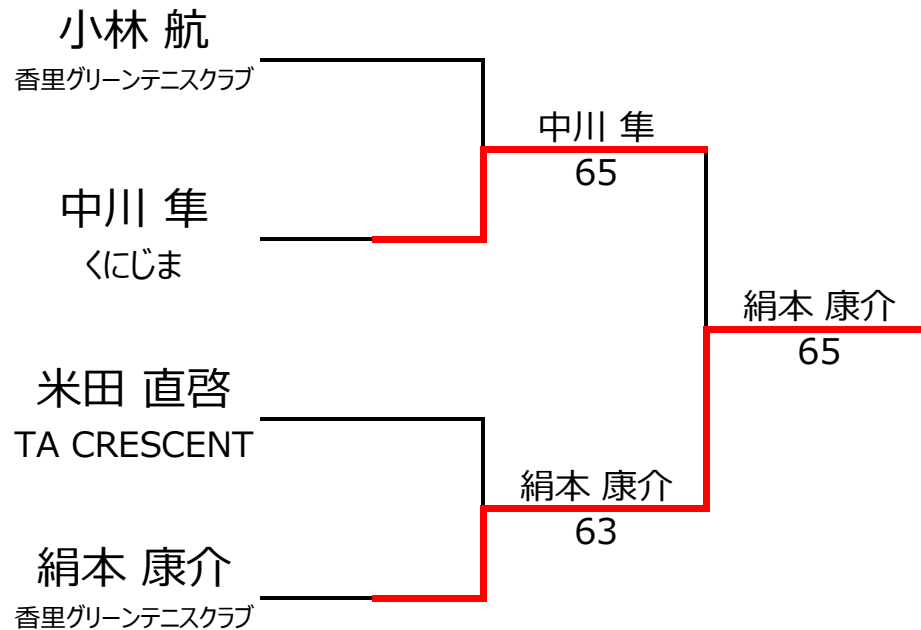 小林 航
香里グリーンテニスクラブ
中川 隼
65
中川 隼
くにじま
絹本 康介
65
米田 直啓
TA CRESCENT
絹本 康介
63
絹本 康介
香里グリーンテニスクラブ